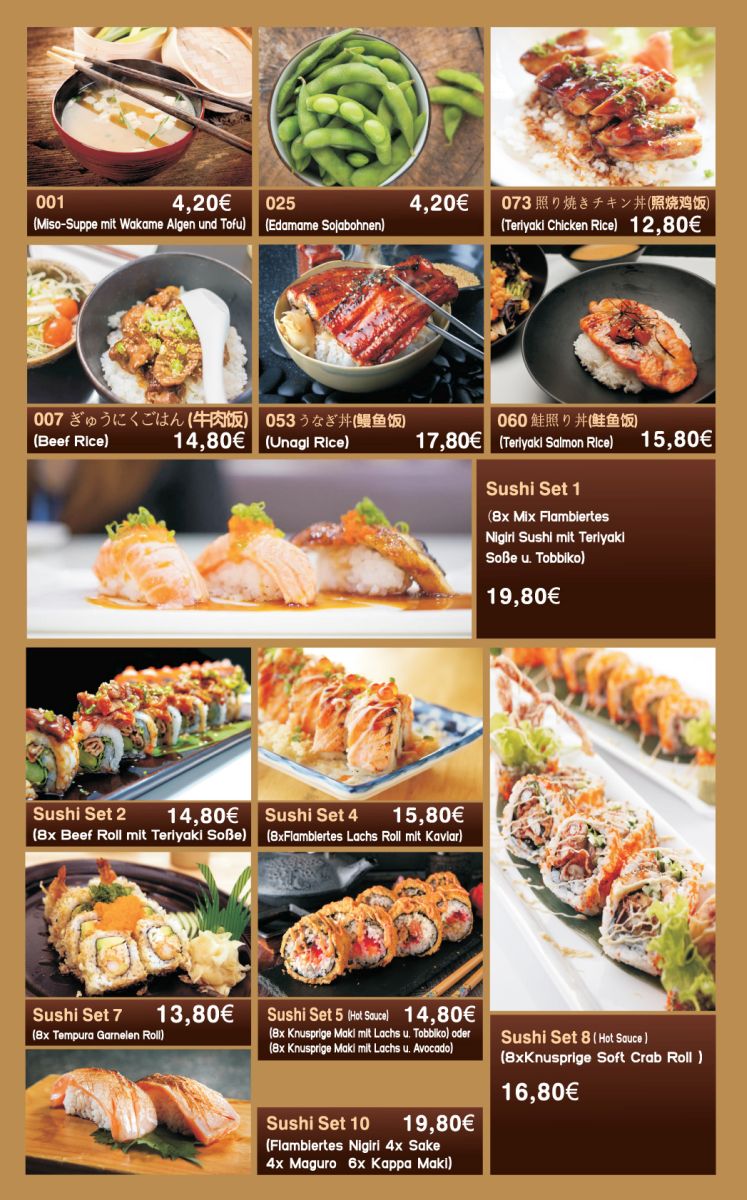 001 4,20€
(Miso-Suppe mit Wakame Algen und Tofu)
025 4,20€
(Edamame Sojabohnen)
073 照り焼きチキン丼(照烧鸡饭)
(Teriyaki Chicken Rice) 12,80€
007 ぎゅうにくごはん (牛肉饭)
(Beef Rice) 14,80€
053 うなぎ丼(鳗鱼饭)
(Unagi Rice) 17,80€
060 鮭照り丼(鲑鱼饭)
(Teriyaki Salmon Rice) 15,80€
Sushi Set 1
(8x Mix Flambiertes
Nigiri Sushi mit Teriyaki
Soße u. Tobbiko)
19,80€
Sushi Set 2 14,80€
(8x Beef Roll mit Teriyaki Soße)
Sushi Set 4 15,80€
(8xFlambiertes Lachs Roll mit Kaviar)
Sushi Set 7 13,80€
(8x Tempura Garnelen Roll)
Sushi Set 5 (Hot Sauce) 14,80€
(8x Knusprige Maki mit Lachs u. Tobbiko) oder
(8x Knusprige Maki mit Lachs u. Avocado)
Sushi Set 8 ( Hot Sauce )
(8xKnusprige Soft Crab Roll )
16,80€
Sushi Set 10 19,80€
(Flambiertes Nigiri 4x Sake
4x Maguro 6x Kappa Maki)